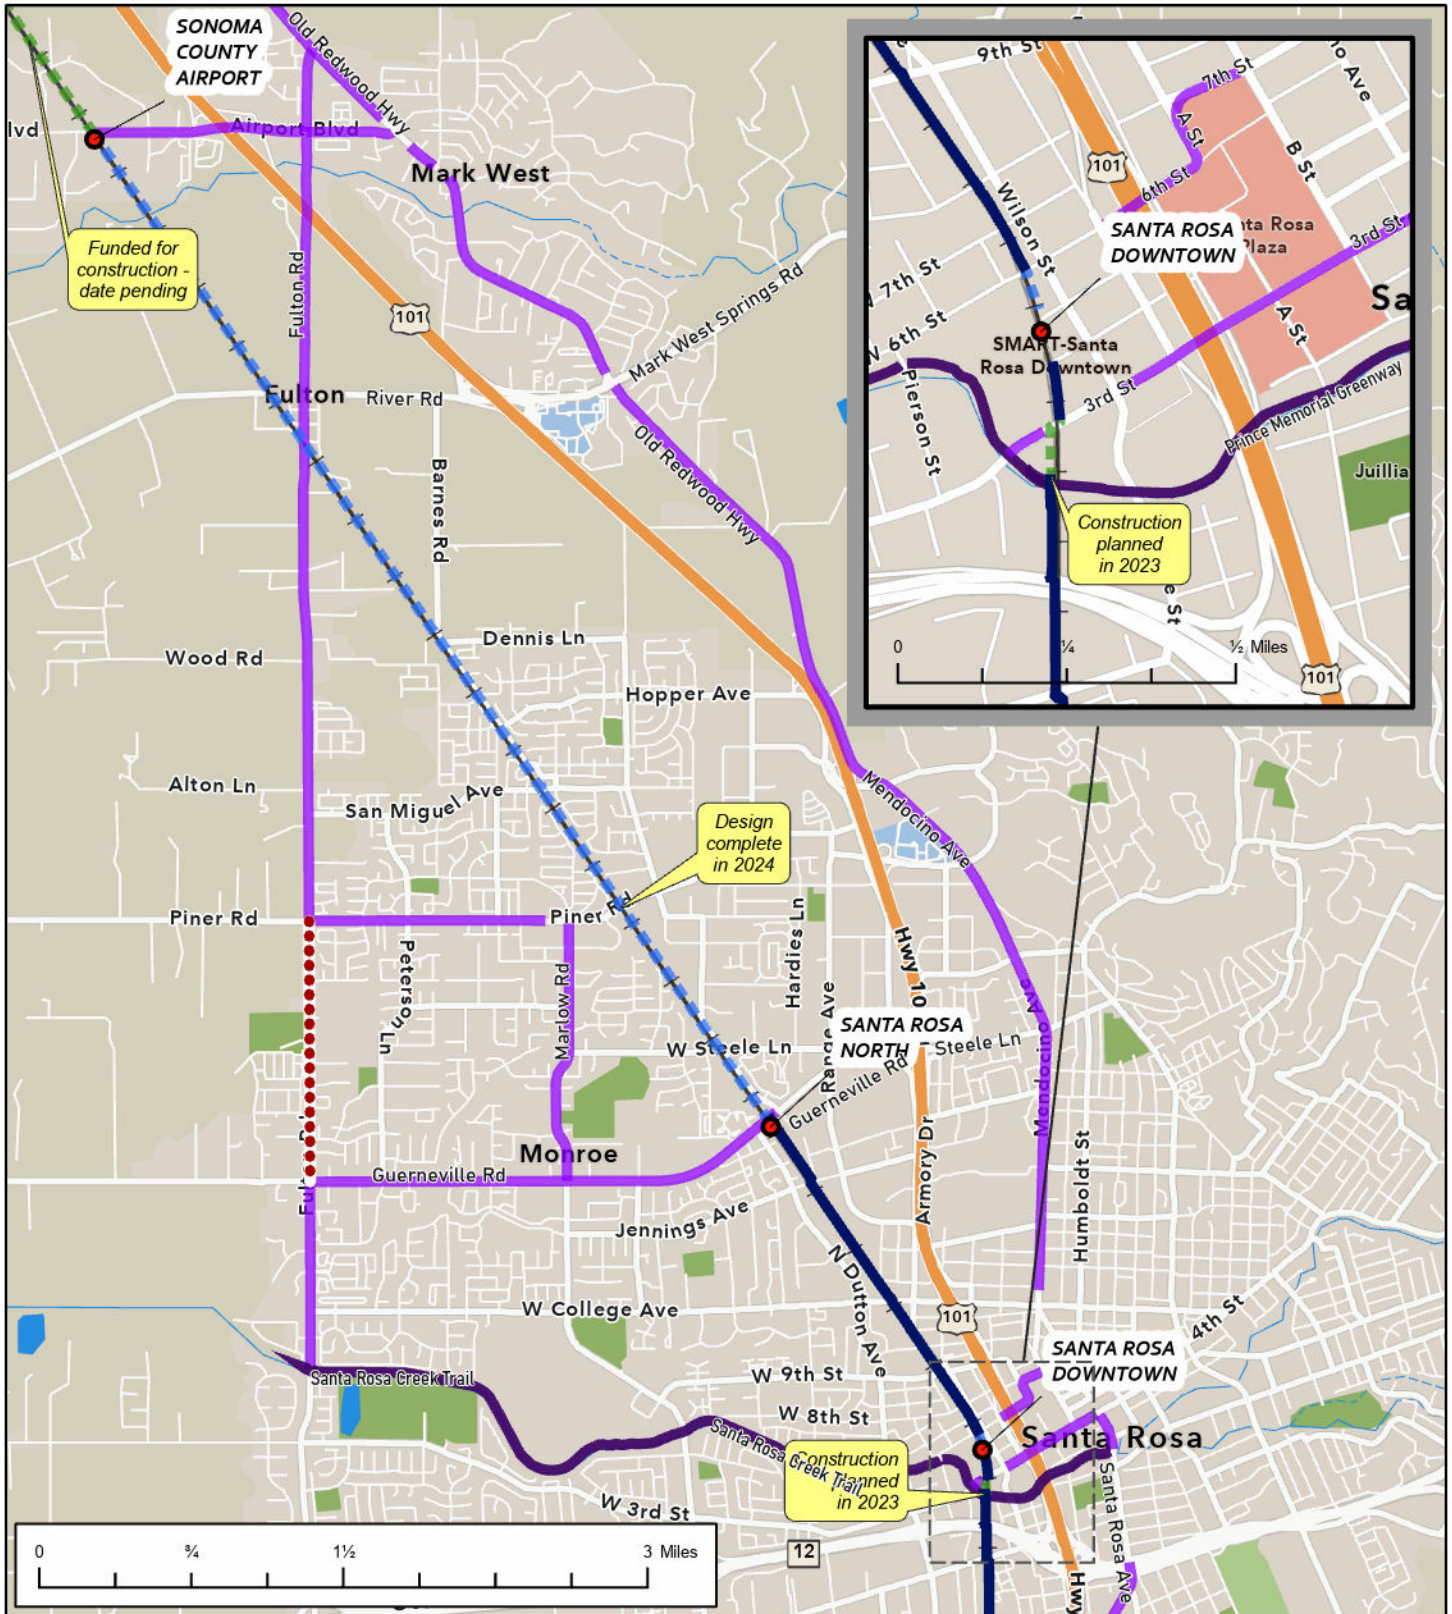 SONOMA
COUNTY
AIRPORT
Old Redwood Hwy
lvd
Airport Blvd
Mark West
Funded for
construction -
date pending
Fulton Rd
101
Mark West Springs Rd
Fulton
River Rd
Old Redwood Hwy
Barnes Rd
Dennis Ln
Wood Rd
Hopper Ave
Alton Ln
San Miguel Ave
Mendocino Ave
Design
complete
in 2024
Piner Rd
Piner Rd
Peterson Ln
Marlow Rd
Hardies Ln
Range Ave
Hwy 10
Mendocino Ave
W Steele Ln
SANTA ROSA
NORTH
Steele Ln
Guerneville Rd
Monroe
Guerneville Rd
Armory Dr
Humboldt St
Jennings Ave
N Dutton Ave
W College Ave
101
4th St
SANTA ROSA
DOWNTOWN
W 9th St
Santa Rosa Creek Trail
W 8th St
Santa Rosa
Santa Rosa Creek Trail
Construction
planned
in 2023
W 3rd St
Santa Rosa Ave
12
Hwy
0 ¾ 1½ 3 Miles
9th St
7th St
no Ave
A St
B St
101
6th St
Wilson St
SANTA ROSA
DOWNTOWN
nta Rosa
Plaza
3rd St
W 7th St
Sa
A St
W 6th St
SMART-Santa
Rosa Downtown
Pierson St
3rd St
Prince Memorial Greenway
Juillia
Construction
planned
in 2023
e St
0 ¼ ½ Miles
101